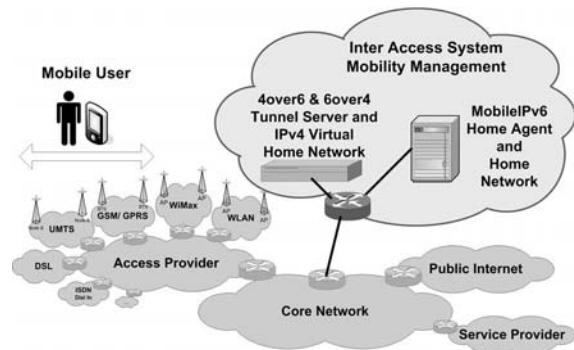 Inter Access System
Mobility Management
Mobile User
4over6 & 6over4
Tunnel Server and
IPv4 Virtual
Home Network
MobileIPv6
Home Agent
and
Home
Network
UMTS
GSM/ GPRS
WiMax
WLAN
AP
AP
AP
AP
DSL
Access Provider
ISDN
Dial In
Public Internet
Core Network
Service Provider